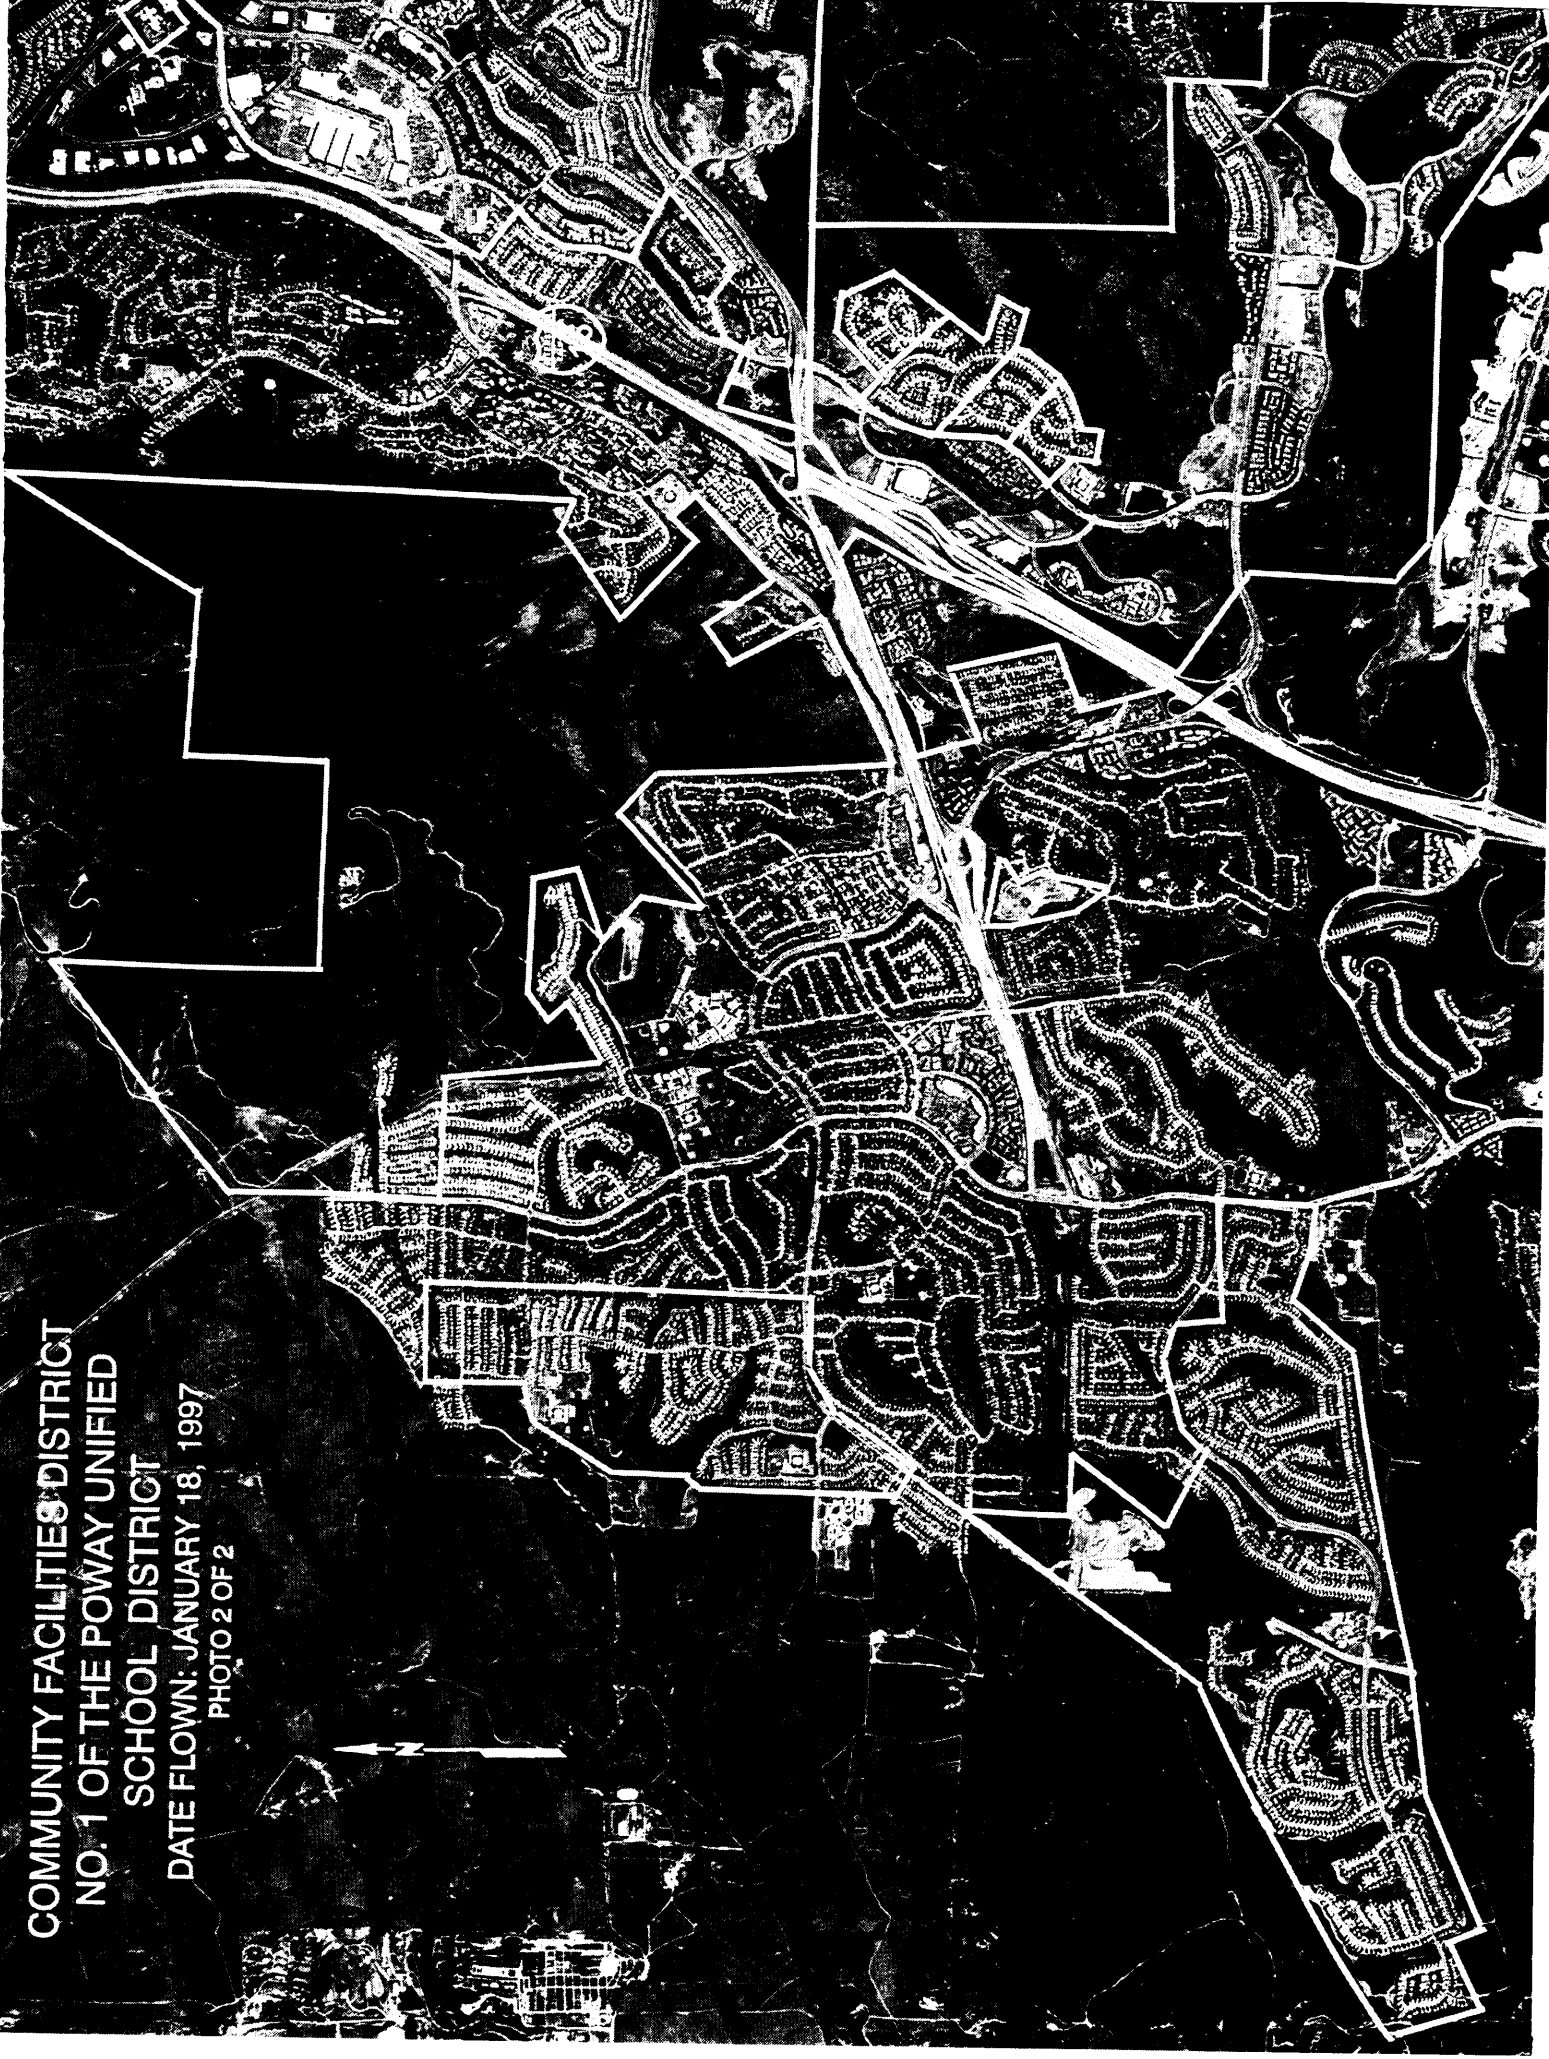 COMMUNITY FACILITIES DISTRICT
NO. 1 OF THE POWAY UNIFIED
SCHOOL DISTRICT
DATE FLOWN: JANUARY 18, 1997
PHOTO 2 OF 2
N